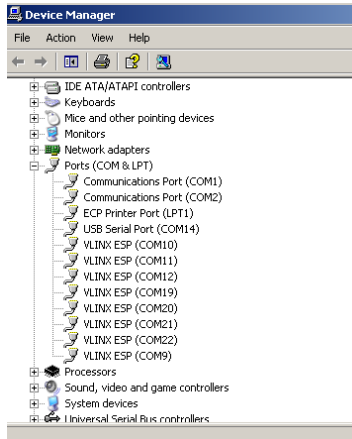 Device Manager
File Action View Help
IDE ATA/ATAPI controllers
Keyboards
Mice and other pointing devices
Monitors
Network adapters
Ports (COM & LPT)
Communications Port (COM1)
Communications Port (COM2)
ECP Printer Port (LPT1)
USB Serial Port (COM14)
VLINX ESP (COM10)
VLINX ESP (COM11)
VLINX ESP (COM12)
VLINX ESP (COM19)
VLINX ESP (COM20)
VLINX ESP (COM21)
VLINX ESP (COM22)
VLINX ESP (COM9)
Processors
Sound, video and game controllers
System devices
Universal Serial Bus controllers